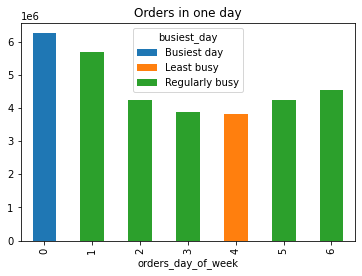 Orders in one day
1e6
busiest_day
Busiest day
Least busy
Regularly busy
6
5
4
3
2
1
0
0 1 2 3 4 5 6
orders_day_of_week